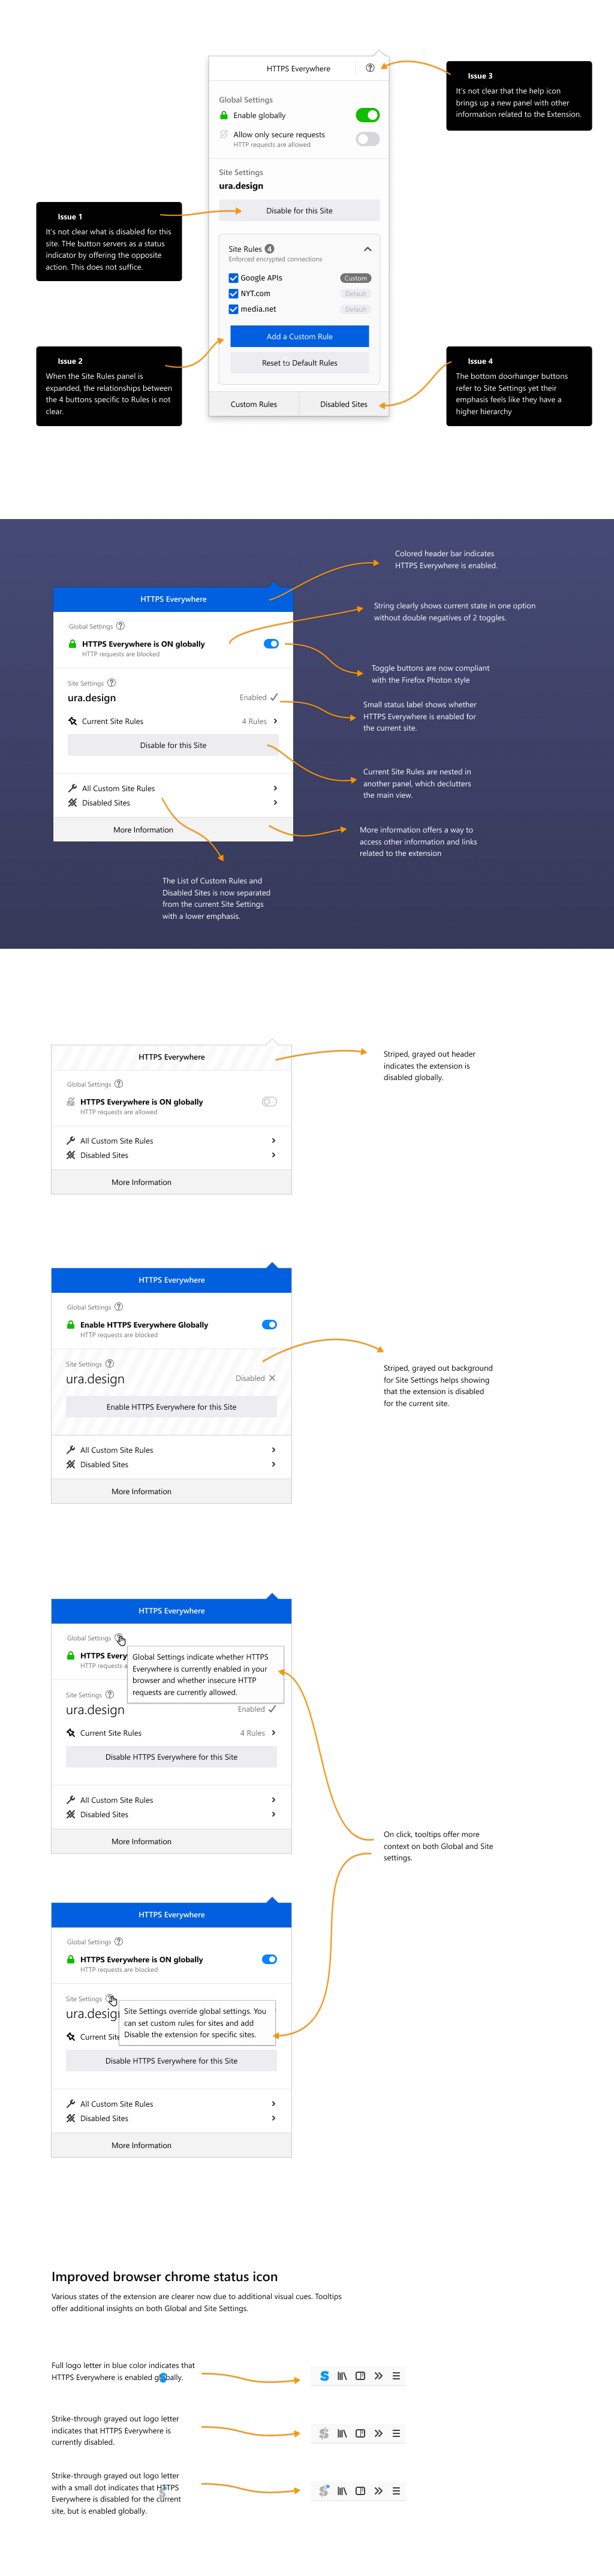 HTTPS Everywhere
Issue 3
It's not clear that the help icon
brings up a new panel with other
information related to the Extension.
Global Settings
Enable globally
Allow only secure requests
HTTP requests are allowed
Site Settings
ura.design
Disable for this Site
Issue 1
It's not clear what is disabled for this
site. THe button servers as a status
indicator by offering the opposite
action. This does not suffice.
Site Rules 4
Enforced encrypted connections
Google APIs Custom
NYT.com Default
media.net Default
Add a Custom Rule
Reset to Default Rules
Custom Rules Disabled Sites
Issue 2
When the Site Rules panel is
expanded, the relationships between
the 4 buttons specific to Rules is not
clear.
Issue 4
The bottom doorhanger buttons
refer to Site Settings yet their
emphasis feels like they have a
higher hierarchy
Colored header bar indicates
HTTPS Everywhere is enabled.
HTTPS Everywhere
String clearly shows current state in one option
without double negatives of 2 toggles.
Global Settings
HTTPS Everywhere is ON globally
HTTP requests are blocked
Toggle buttons are now compliant
with the Firefox Photon style
Site Settings
ura.design Enabled
Small status label shows whether
HTTPS Everywhere is enabled for
the current site.
Current Site Rules 4 Rules
Disable for this Site
Current Site Rules are nested in
another panel, which declutters
the main view.
All Custom Site Rules
Disabled Sites
More Information
More information offers a way to
access other information and links
related to the extension
The List of Custom Rules and
Disabled Sites is now separated
from the current Site Settings
with a lower emphasis.
HTTPS Everywhere
Striped, grayed out header
indicates the extension is
disabled globally.
Global Settings
HTTPS Everywhere is ON globally
HTTP requests are allowed
All Custom Site Rules
Disabled Sites
More Information
HTTPS Everywhere
Global Settings
Enable HTTPS Everywhere Globally
HTTP requests are blocked
Site Settings
ura.design Disabled
Enable HTTPS Everywhere for this Site
Striped, grayed out background
for Site Settings helps showing
that the extension is disabled
for the current site.
All Custom Site Rules
Disabled Sites
More Information
HTTPS Everywhere
Global Settings
HTTPS Every
HTTP requests a
Global Settings indicate whether HTTPS
Everywhere is currently enabled in your
browser and whether insecure HTTP
requests are currently allowed.
Site Settings
ura.design Enabled
Current Site Rules 4 Rules
Disable HTTPS Everywhere for this Site
All Custom Site Rules
Disabled Sites
More Information
On click, tooltips offer more
context on both Global and Site
settings.
HTTPS Everywhere
Global Settings
HTTPS Everywhere is ON globally
HTTP requests are blocked
Site Settings
ura.desig
Current Site
Site Settings override global settings. You
can set custom rules for sites and add
Disable the extension for specific sites.
Disable HTTPS Everywhere for this Site
All Custom Site Rules
Disabled Sites
More Information
Improved browser chrome status icon
Various states of the extension are clearer now due to additional visual cues. Tooltips
offer additional insights on both Global and Site Settings.
Full logo letter in blue color indicates that
HTTPS Everywhere is enabled globally.
Strike-through grayed out logo letter
indicates that HTTPS Everywhere is
currently disabled.
Strike-through grayed out logo letter
with a small dot indicates that HTTPS
Everywhere is disabled for the current
site, but is enabled globally.